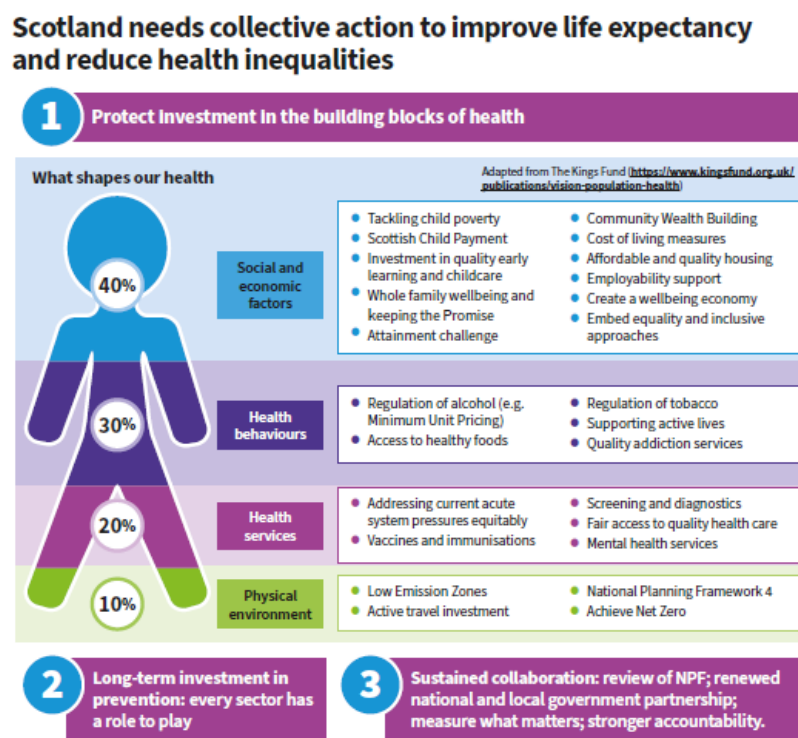 Scotland needs collective action to improve life expectancy
and reduce health inequalities
1
Protect investment in the building blocks of health
What shapes our health
Adapted from The Kings Fund (https://www.kingsfund.org.uk/
publications/vision-population-health)
40%
Social and
economic
factors
Tackling child poverty
Scottish Child Payment
Investment in quality early
learning and childcare
Whole family wellbeing and
keeping the Promise
Attainment challenge
Community Wealth Building
Cost of living measures
Affordable and quality housing
Employability support
Create a wellbeing economy
Embed equality and inclusive
approaches
30%
Health
behaviours
Regulation of alcohol (e.g.
Minimum Unit Pricing)
Access to healthy foods
Regulation of tobacco
Supporting active lives
Quality addiction services
20%
Health
services
Addressing current acute
system pressures equitably
Vaccines and immunisations
Screening and diagnostics
Fair access to quality health care
Mental health services
10%
Physical
environment
Low Emission Zones
Active travel investment
National Planning Framework 4
Achieve Net Zero
2
Long-term investment in
prevention: every sector has
a role to play
3
Sustained collaboration: review of NPF; renewed
national and local government partnership;
measure what matters; stronger accountability.